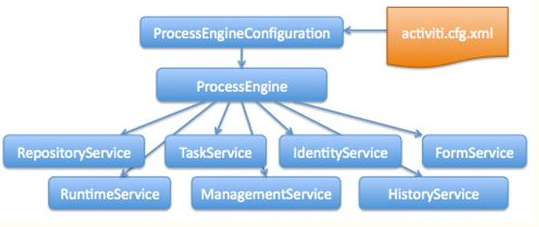 ProcessEngineConfiguration
activiti.cfg.xml
ProcessEngine
RepositoryService
TaskService
IdentityService
FormService
RuntimeService
ManagementService
HistoryService